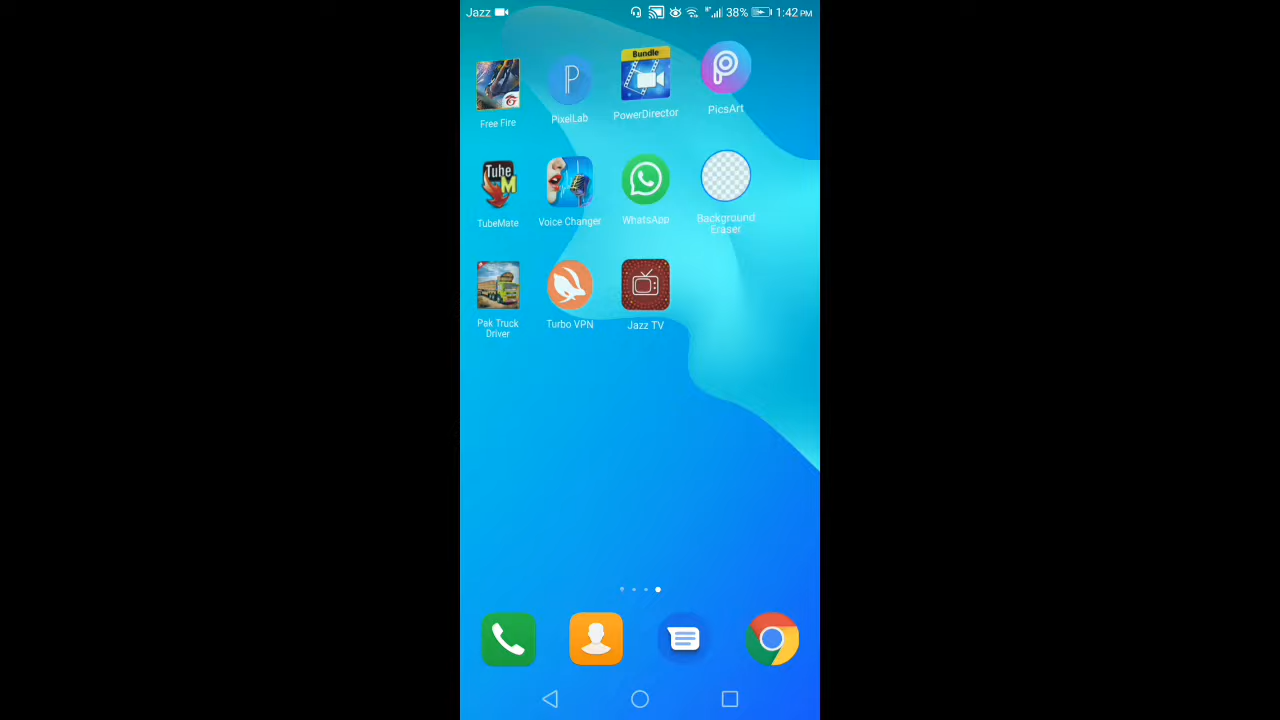 Jazz
38% 1:42 PM
Bundle
Free Fire
PixelLab
PowerDirector
PicsArt
Tube
M
TubeMate
Voice Changer
WhatsApp
Background
Eraser
Pak Truck
Driver
Turbo VPN
Jazz TV